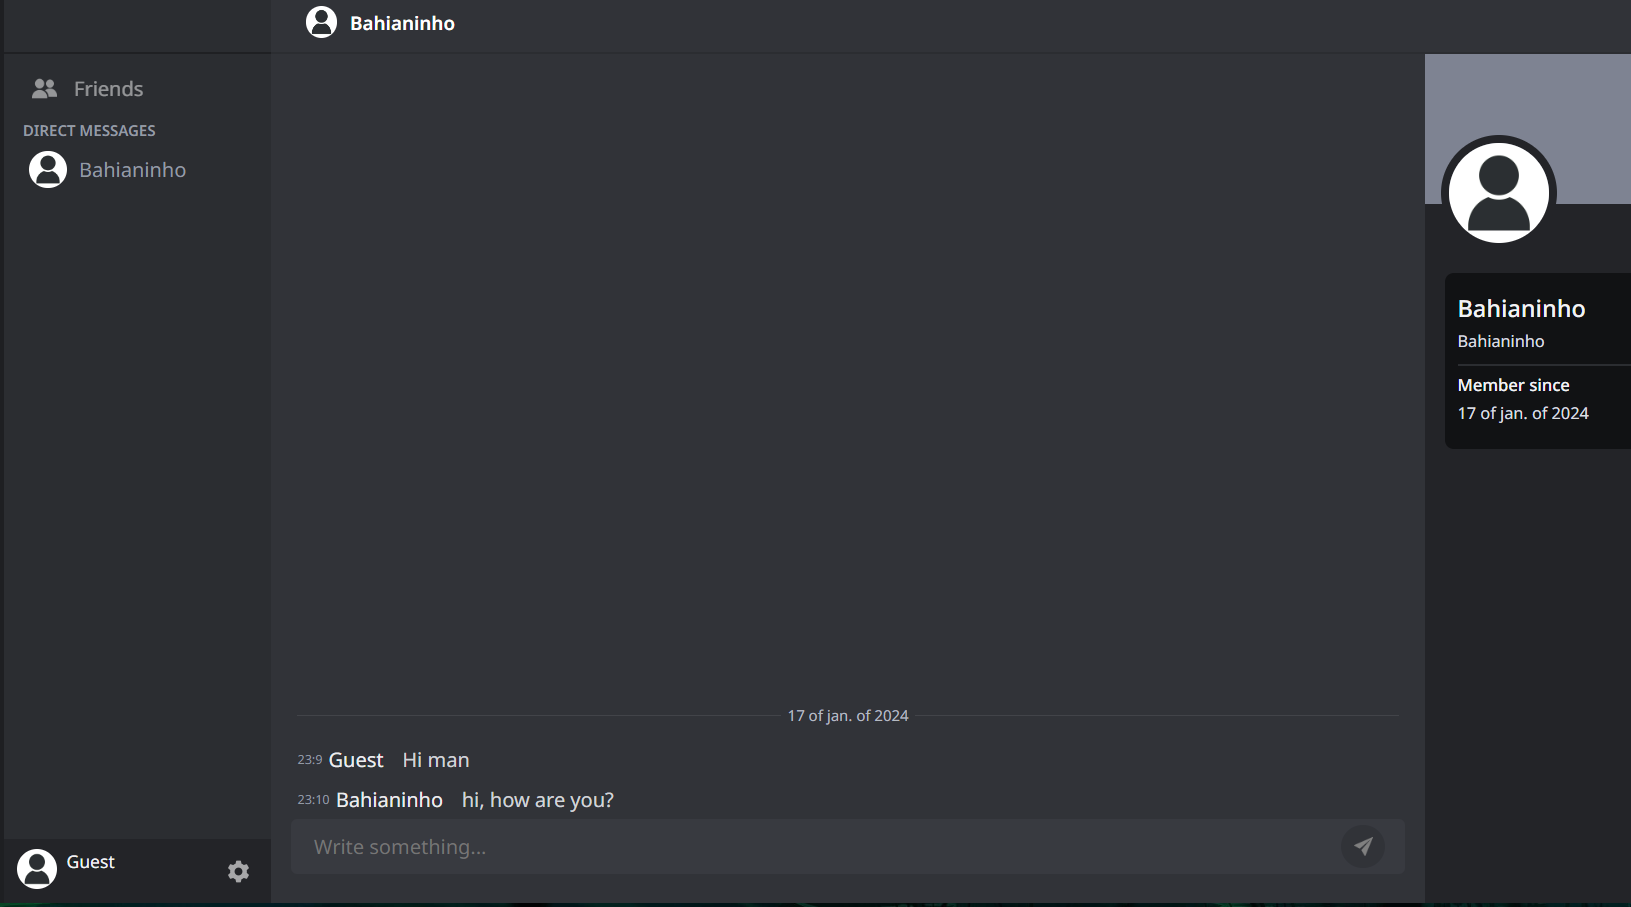 Bahianinho
Friends
DIRECT MESSAGES
Bahianinho
Guest
17 of jan. of 2024
23:9 Guest Hi man
23:10 Bahianinho hi, how are you?
Write something...
Bahianinho
Bahianinho
Member since
17 of jan. of 2024